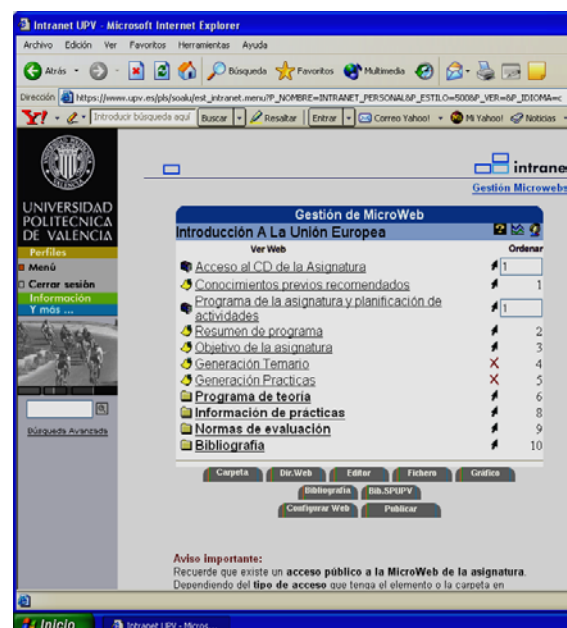 Intranet UPV - Microsoft Internet Explorer
Archivo Edición Ver Favoritos Herramientas Ayuda
Atrás Búsqueda Favoritos Multimedia
Dirección https://www.upv.es/pls/soalu/est_intranet.menu?P_NOMBRE=INTRANET_PERSONAL&P_ESTILO=500&P_VER=&P_IDIOMA=c
Y! Introducir búsqueda aquí Buscar Resaltar Entrar Correo Yahoo! Mi Yahoo! Noticias
intrane
Gestión Microwebs
UNIVERSIDAD
POLITECNICA
DE VALENCIA
Perfiles
Menú
Cerrar sesión
Información
Y más ...
Búsqueda Avanzada
Gestión de MicroWeb
Introducción A La Unión Europea
Ver Web Ordenar
Acceso al CD de la Asignatura 1
Conocimientos previos recomendados 1
Programa de la asignatura y planificación de
actividades 1
Resumen de programa 2
Objetivo de la asignatura 3
Generación Temario 4
Generación Practicas 5
Programa de teoría 6
Información de prácticas 8
Normas de evaluación 9
Bibliografia 10
Carpeta Dir.Web Editor Fichero Gráfico
Bibliografia Bib.SPUPV
Configurar Web Publicar
Aviso importante:
Recuerde que existe un acceso público a la MicroWeb de la asignatura.
Dependiendo del tipo de acceso que tenga el elemento o la carpeta en
Inicio Intranet UPV - Micros...